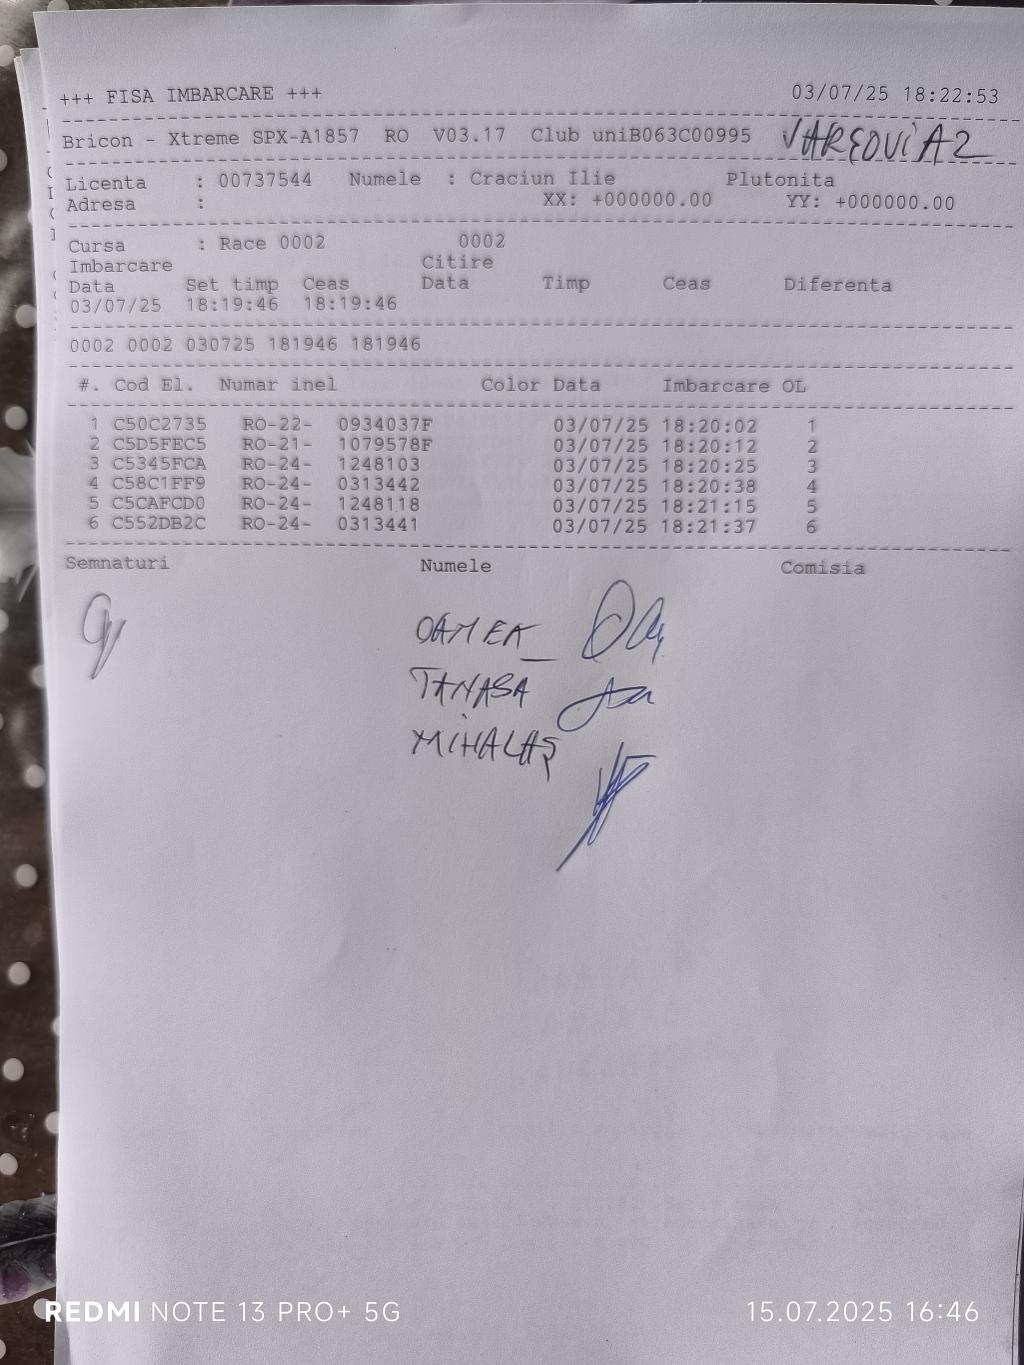 +++ FISA IMBARCARE +++ 03/07/25 18:22:53
Bricon - Xtreme SPX-A1857 RO V03.17 Club uniB063C00995 VARȘOVIA 2
Licenta : 00737544 Numele : Craciun Ilie Plutonita
Adresa : XX: +000000.00 YY: +000000.00
Cursa : Race 0002 0002
Imbarcare Citire
Data Set timp Ceas Data Timp Ceas Diferenta
03/07/25 18:19:46 18:19:46
0002 0002 030725 181946 181946
#. Cod El. Numar inel Color Data Imbarcare OL
1 C50C2735 RO-22- 0934037F 03/07/25 18:20:02 1
2 C5D5FEC5 RO-21- 1079578F 03/07/25 18:20:12 2
3 C5345FCA RO-24- 1248103 03/07/25 18:20:25 3
4 C58C1FF9 RO-24- 0313442 03/07/25 18:20:38 4
5 C5CAFCD0 RO-24- 1248118 03/07/25 18:21:15 5
6 C552DB2C RO-24- 0313441 03/07/25 18:21:37 6
Semnaturi Numele Comisia
TANASA
MIHALAȘ
REDMI NOTE 13 PRO+ 5G 15.07.2025 16:46